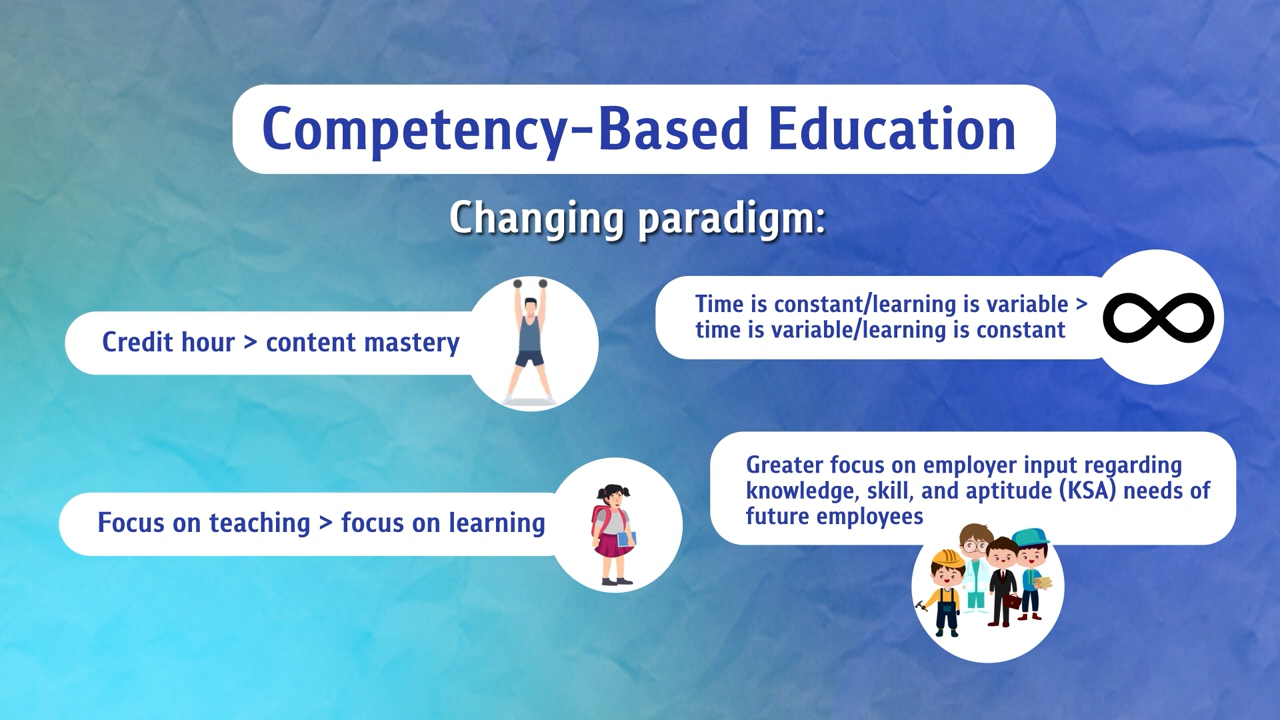 Competency-Based Education
Changing paradigm:
Credit hour > content mastery
Time is constant/learning is variable >
time is variable/learning is constant
Focus on teaching > focus on learning
Greater focus on employer input regarding
knowledge, skill, and aptitude (KSA) needs of
future employees